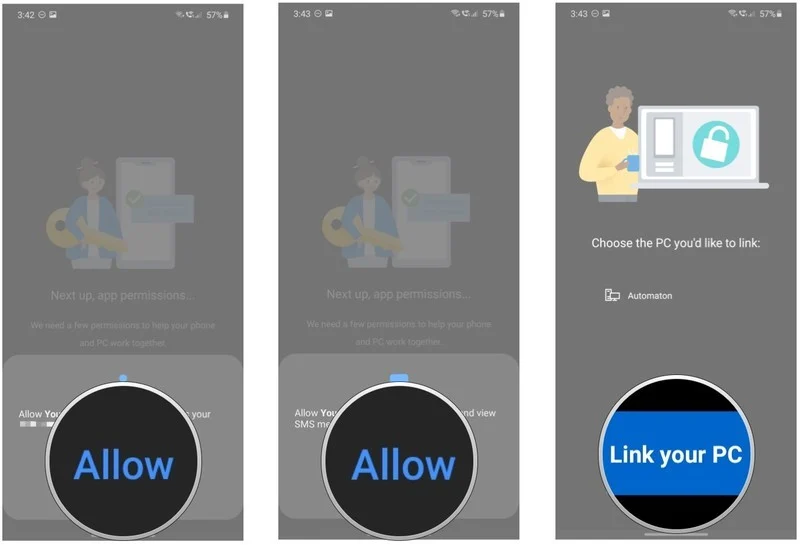 3:42
57%
Next up, app permissions...
We need a few permissions to help your phone
and PC work together
Allow You
your
Allow
3:43
57%
Next up, app permissions...
We need a few permissions to help your phone
and PC work together
Allow You
nd view
SMS me
Allow
3:43
57%
Choose the PC you'd like to link:
Automaton
Link your PC